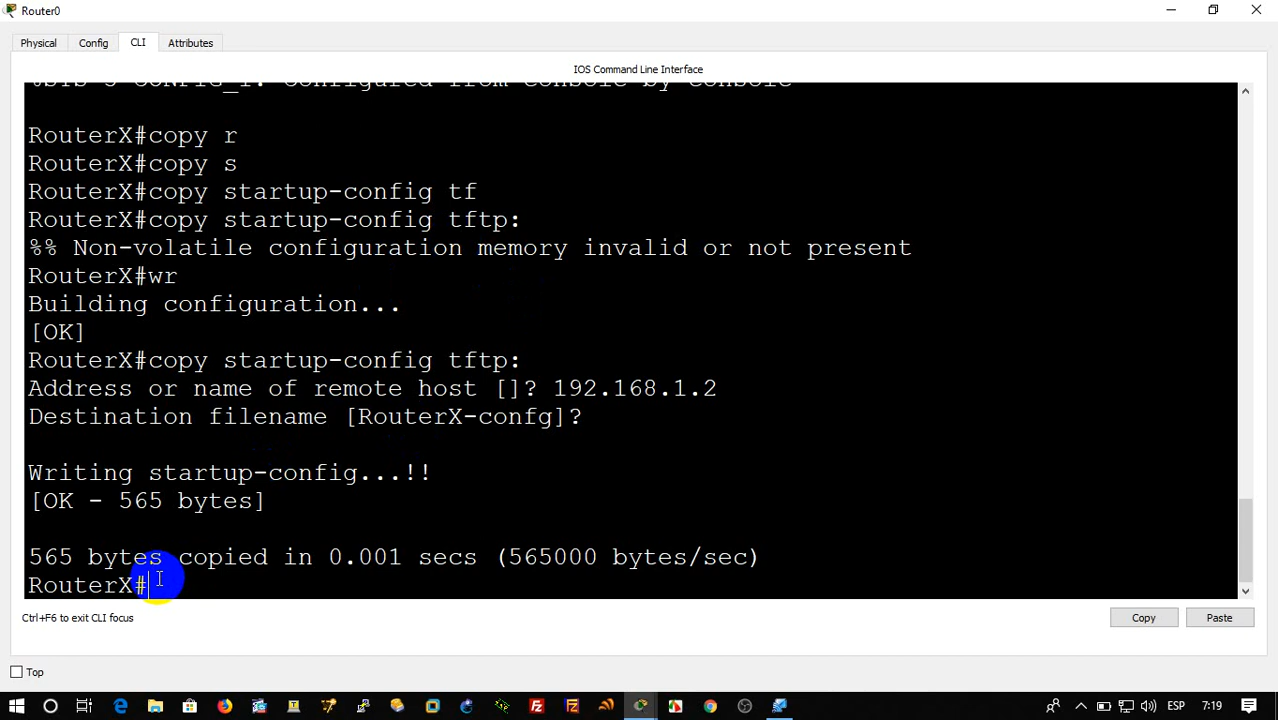 Router0
Physical
Config
CLI
Attributes
IOS Command Line Interface
RouterX#copy r
RouterX#copy s
RouterX#copy startup-config tf
RouterX#copy startup-config tftp:
%% Non-volatile configuration memory invalid or not present
RouterX#wr
Building configuration...
[OK]
RouterX#copy startup-config tftp:
Address or name of remote host []? 192.168.1.2
Destination filename [RouterX-confg]?
Writing startup-config...!!
[OK - 565 bytes]
565 bytes copied in 0.001 secs (565000 bytes/sec)
RouterX#
Ctrl+F6 to exit CLI focus
Copy
Paste
Top
ESP
7:19